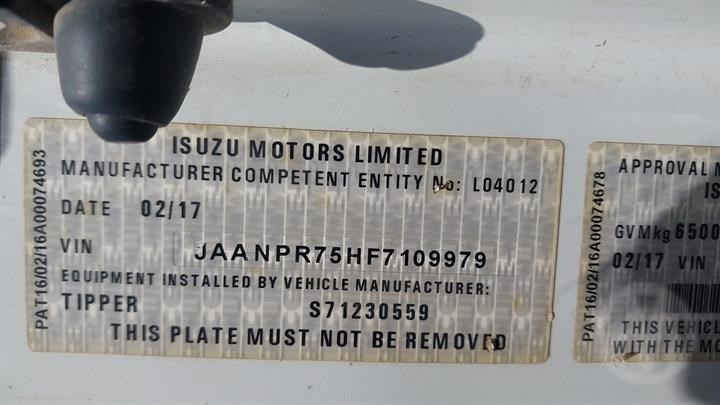 ISUZU MOTORS LIMITED
MANUFACTURER COMPETENT ENTITY No: L04012
DATE 02/17
VIN JAANPR75HF7109979
EQUIPMENT INSTALLED BY VEHICLE MANUFACTURER:
TIPPER S71230559
THIS PLATE MUST NOT BE REMOVED
PAT16/02/16A00074693
PAT16/02/16A00074678
APPROVAL
IS
GVMkg 6500
02/17 VIN
THIS
WITH THE